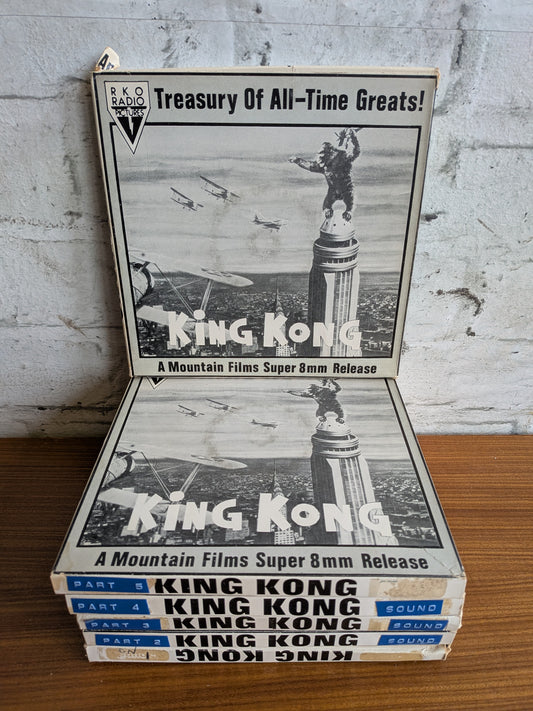 RKO
RADIO
PICTURES
Treasury Of All-Time Greats!
KiNG KONG
A Mountain Films Super 8mm Release
KiNG KONG
A Mountain Films Super 8mm Release
PART 5 KING KONG
PART 4 KING KONG SOUND
PART 3 KING KONG SOUND
PART 2 KING KONG SOUND
KING KONG